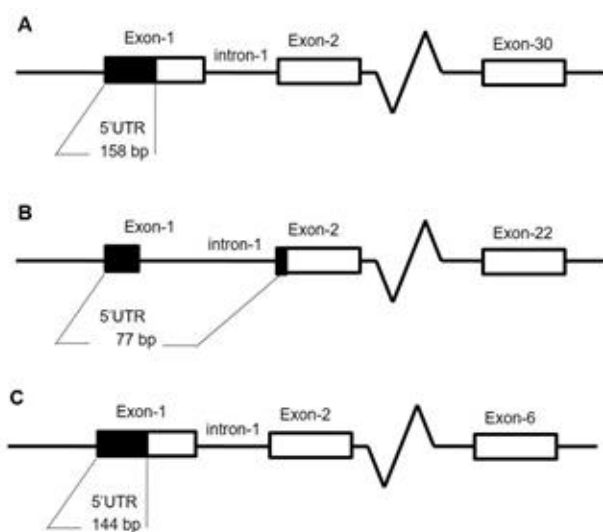 A
Exon-1
intron-1
Exon-2
Exon-30
5'UTR
158 bp
B
Exon-1
intron-1
Exon-2
Exon-22
5'UTR
77 bp
C
Exon-1
intron-1
Exon-2
Exon-6
5'UTR
144 bp